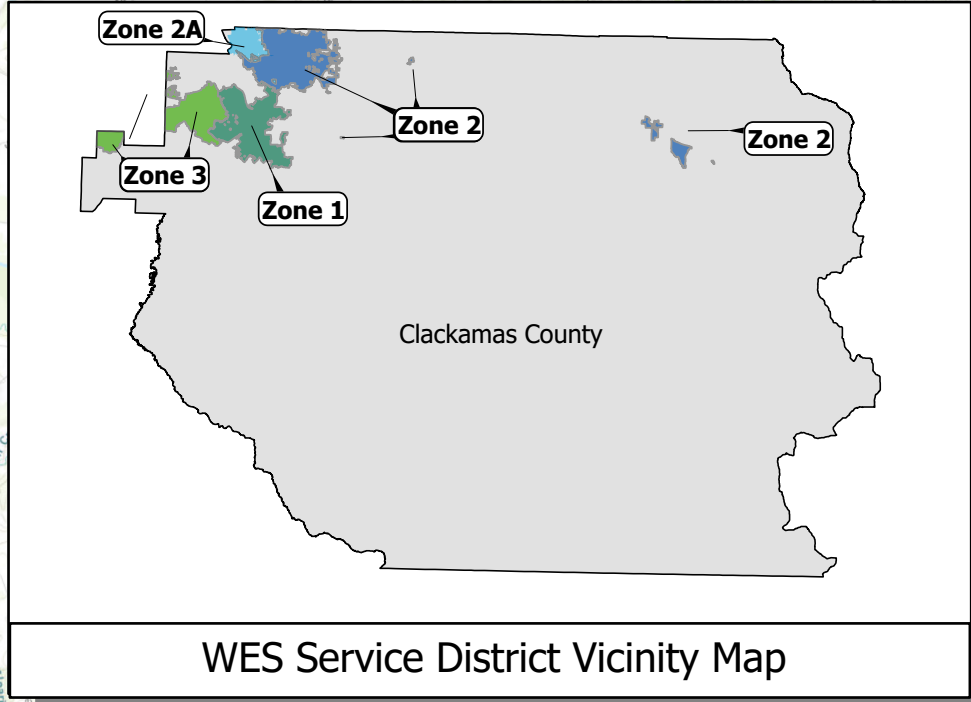 Zone 2A
Zone 2
Zone 2
Zone 3
Zone 1
Clackamas County
WES Service District Vicinity Map